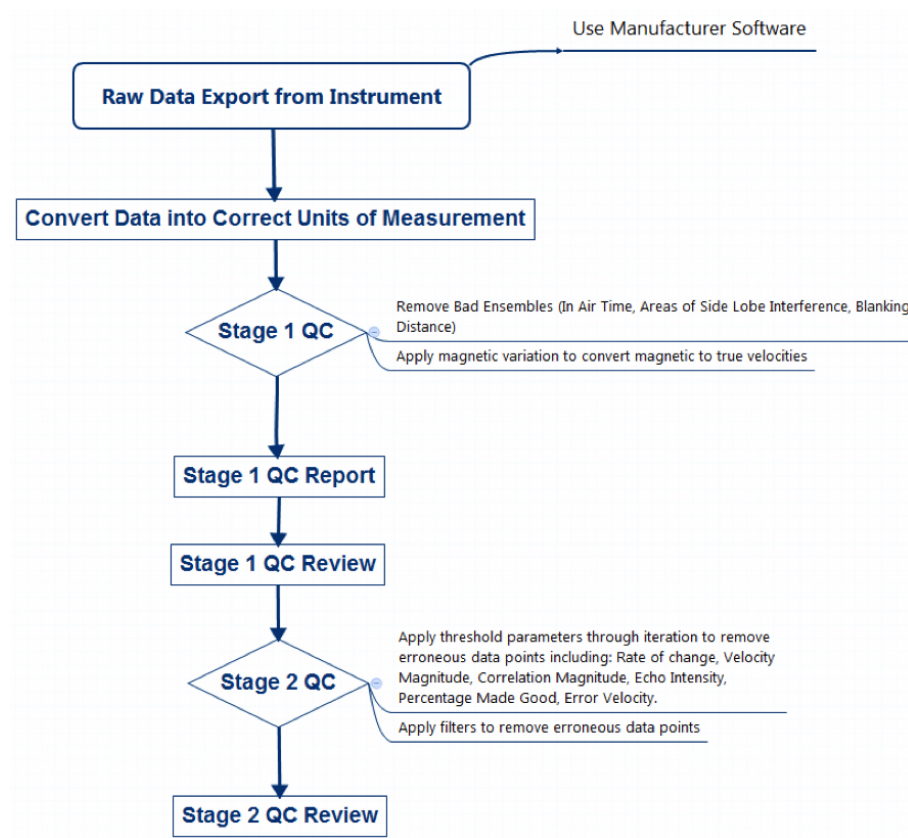 Use Manufacturer Software
Raw Data Export from Instrument
Convert Data into Correct Units of Measurement
Stage 1 QC
Remove Bad Ensembles (In Air Time, Areas of Side Lobe Interference, Blanking
Distance)
Apply magnetic variation to convert magnetic to true velocities
Stage 1 QC Report
Stage 1 QC Review
Stage 2 QC
Apply threshold parameters through iteration to remove
erroneous data points including: Rate of change, Velocity
Magnitude, Correlation Magnitude, Echo Intensity,
Percentage Made Good, Error Velocity.
Apply filters to remove erroneous data points
Stage 2 QC Review